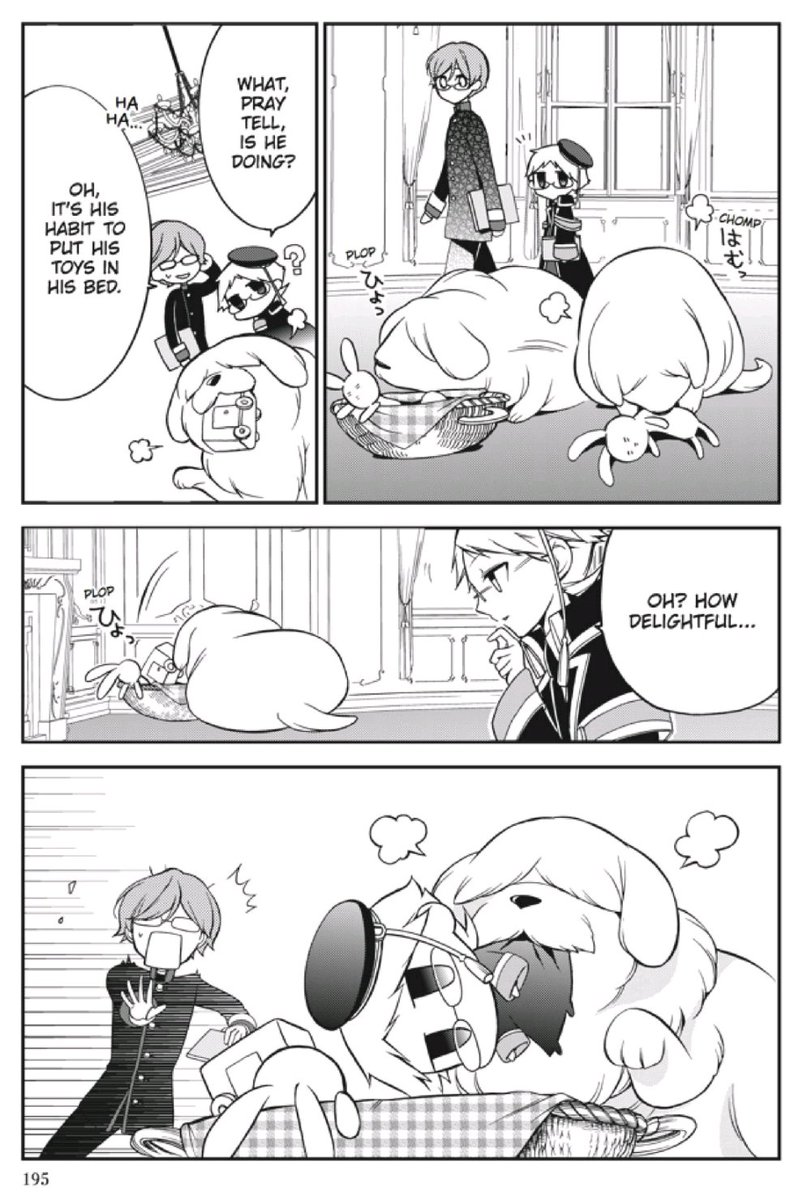 CHOMP
はむっ
PLOP
ひょっ
WHAT,
PRAY
TELL,
IS HE
DOING?
HA
HA...
OH,
IT'S HIS
HABIT TO
PUT HIS
TOYS IN
HIS BED.
?
OH? HOW
DELIGHTFUL...
PLOP
ひょっ
195